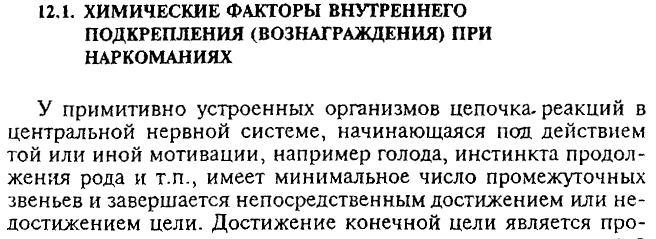 12.1. ХИМИЧЕСКИЕ ФАКТОРЫ ВНУТРЕННЕГО
ПОДКРЕПЛЕНИЯ (ВОЗНАГРАЖДЕНИЯ) ПРИ
НАРКОМАНИЯХ
У примитивно устроенных организмов цепочка реакций в
центральной нервной системе, начинающаяся под действием
той или иной мотивации, например голода, инстинкта продол-
жения рода и т.п., имеет минимальное число промежуточных
звеньев и завершается непосредственным достижением или не-
достижением цели. Достижение конечной цели является про-